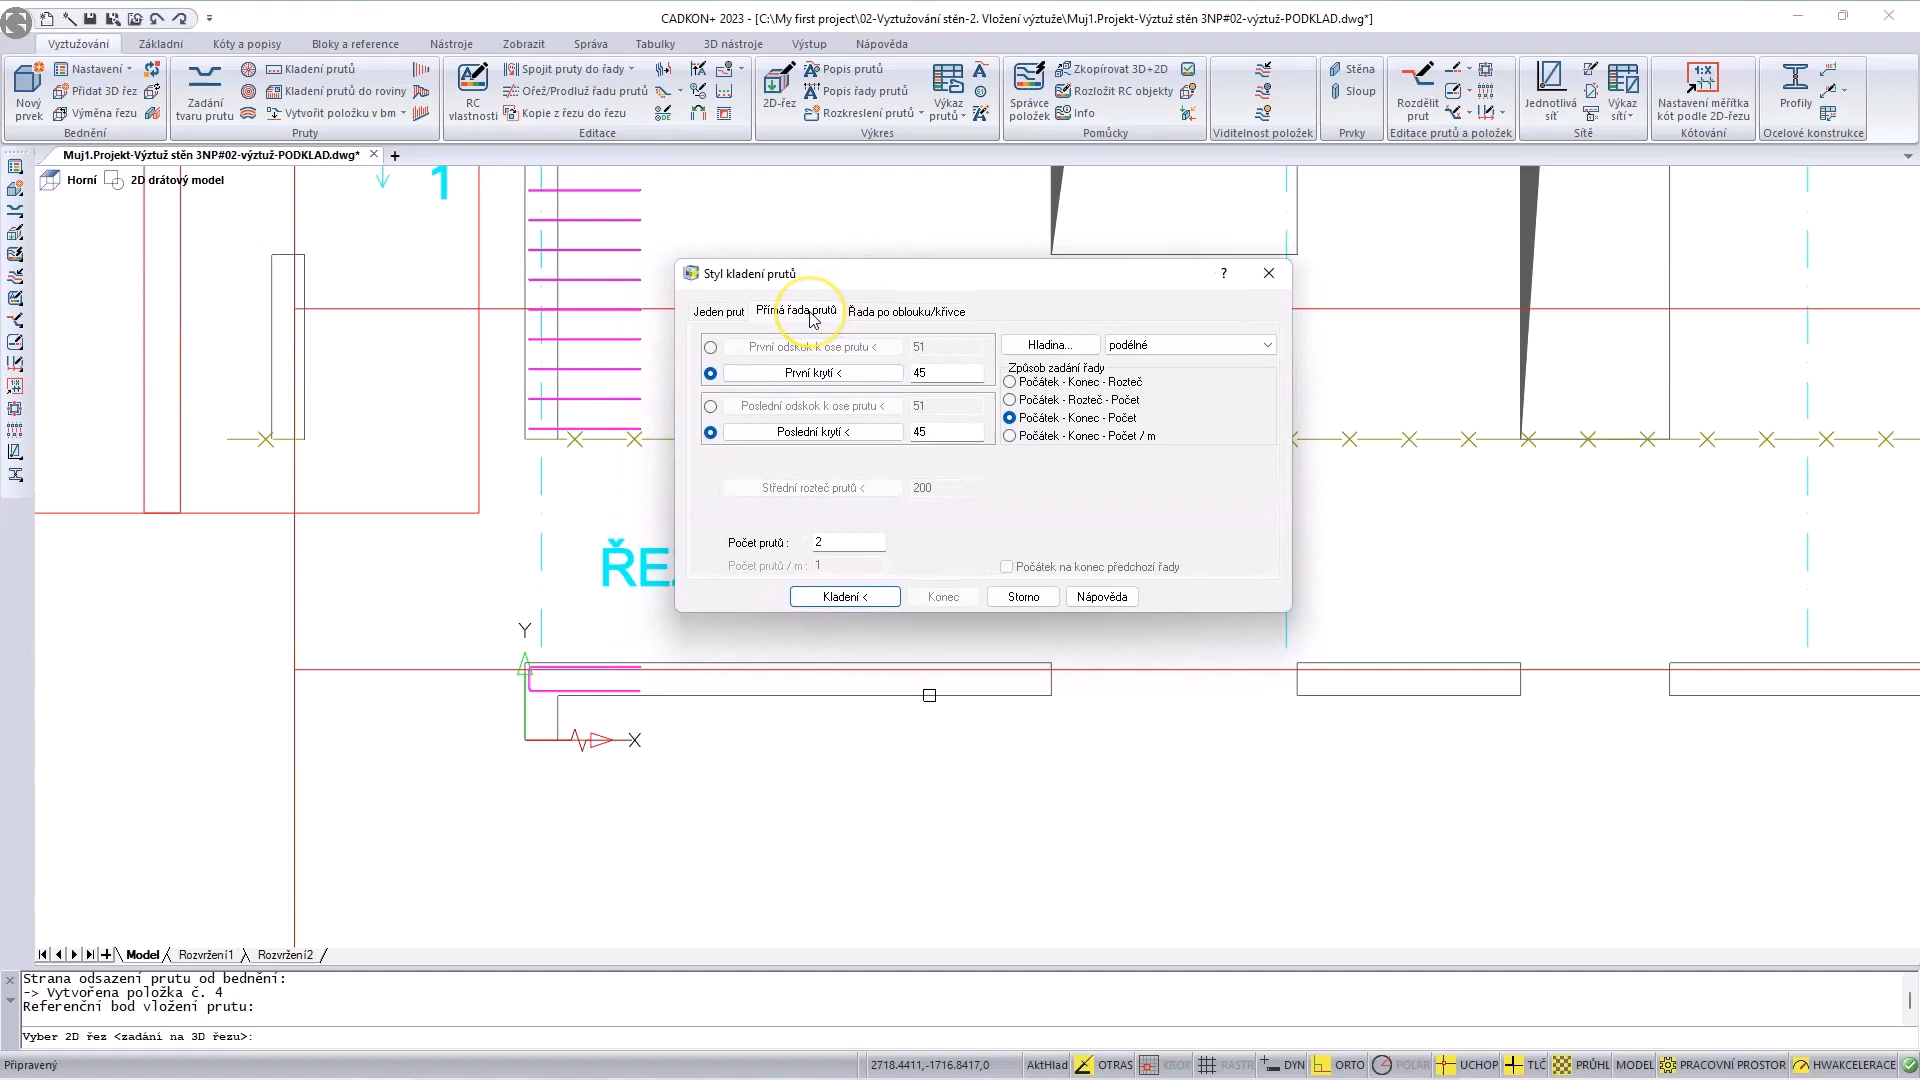 CADKON+ 2023 - [C:\My first project\02-Vyztužování stěn-2. Vložení výztuže\Muj1.Projekt-Výztuž stěn 3NP#02-výztuž-PODKLAD.dwg*]
Vyztužování Základní Kóty a popisy Bloky a reference Nástroje Zobrazit Správa Tabulky 3D nástroje Výstup Nápověda
Nový prvek
Nastavení
Přidat 3D řez
Výměna řezu
Bednění
Zadání tvaru prutu
Kladení prutů
Kladení prutů do roviny
Vytvořit položku v bm
Pruty
RC vlastnosti
Spojit pruty do řady
Ořež/Prodluž řadu prutů
Kopie z řezu do řezu
Editace
2D-řez
Popis prutů
Popis řady prutů
Rozkreslení prutů
Výkaz prutů
Výkres
Správce položek
Zkopírovat 3D+2D
Rozložit RC objekty
Info
Pomůcky
Viditelnost položek
Stěna
Sloup
Prvky
Rozdělit prut
Editace prutů a položek
Jednotlivá síť
Výkaz sítí
Sítě
1:X
Nastavení měřítka kót podle 2D-řezu
Kótování
Profily
Ocelové konstrukce
Muj1.Projekt-Výztuž stěn 3NP#02-výztuž-PODKLAD.dwg*
Horní 2D drátový model
1
Styl kladení prutů
Jeden prut Přímá řada prutů Řada po oblouku/křivce
První odskok k ose prutu < 51
První krytí < 45
Poslední odskok k ose prutu < 51
Poslední krytí < 45
Střední rozteč prutů < 200
Počet prutů : 2
Počet prutů / m : 1
Hladina... podélné
Způsob zadání řady
Počátek - Konec - Rozteč
Počátek - Rozteč - Počet
Počátek - Konec - Počet
Počátek - Konec - Počet / m
Počátek na konec předchozí řady
Kladení < Konec Storno Nápověda
ŘE
Y
X
Model Rozvržení1 Rozvržení2
Strana odsazení prutu od bednění:
-> Vytvořena položka č. 4
Referenční bod vložení prutu:
Vyber 2D řez <zadání na 3D řezu>:
Připravený 2718.4411,-1716.8417,0 AktHlad OTRAS KROK RASTR DYN ORTO POLÁR UCHOP TLČ PRŮHL MODEL PRACOVNÍ PROSTOR HWAKCELERACE